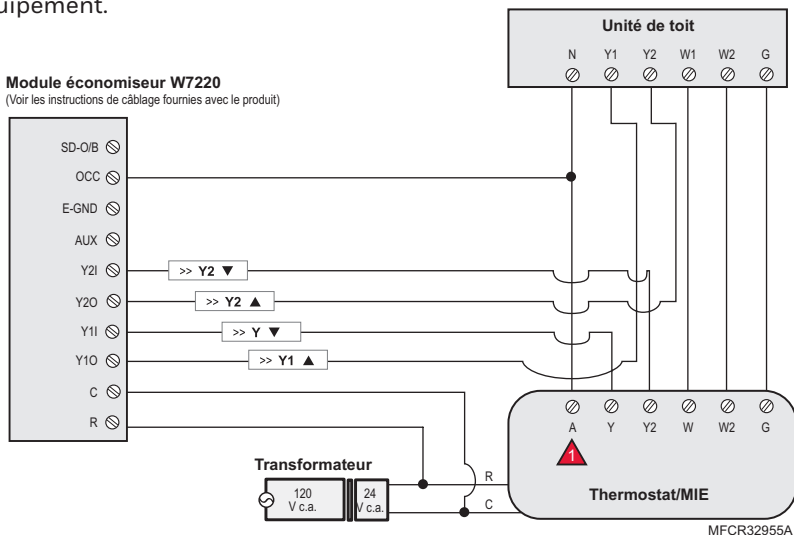 uipement.
Unité de toit
N Y1 Y2 W1 W2 G
Module économiseur W7220
(Voir les instructions de câblage fournies avec le produit)
SD-O/B
OCC
E-GND
AUX
Y2I
>> Y2 ▼
Y2O
>> Y2 ▲
Y1I
>> Y ▼
Y1O
>> Y1 ▲
C
R
A Y Y2 W W2 G
1
Transformateur
120
V c.a.
24
V c.a.
R
C
Thermostat/MIE
MFCR32955A